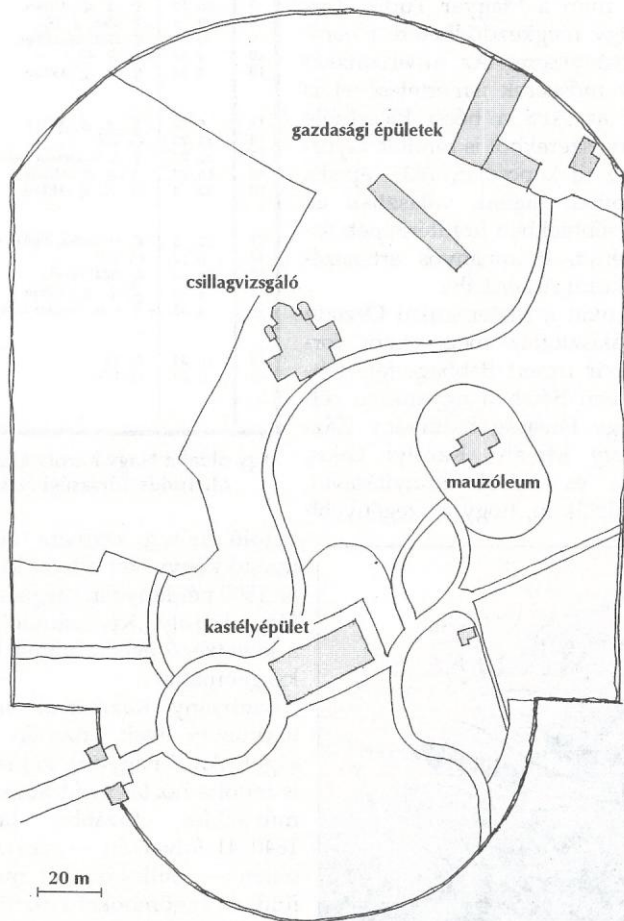 gazdasági épületek
csillagvizsgáló
mauzóleum
kastélyépület
20 m